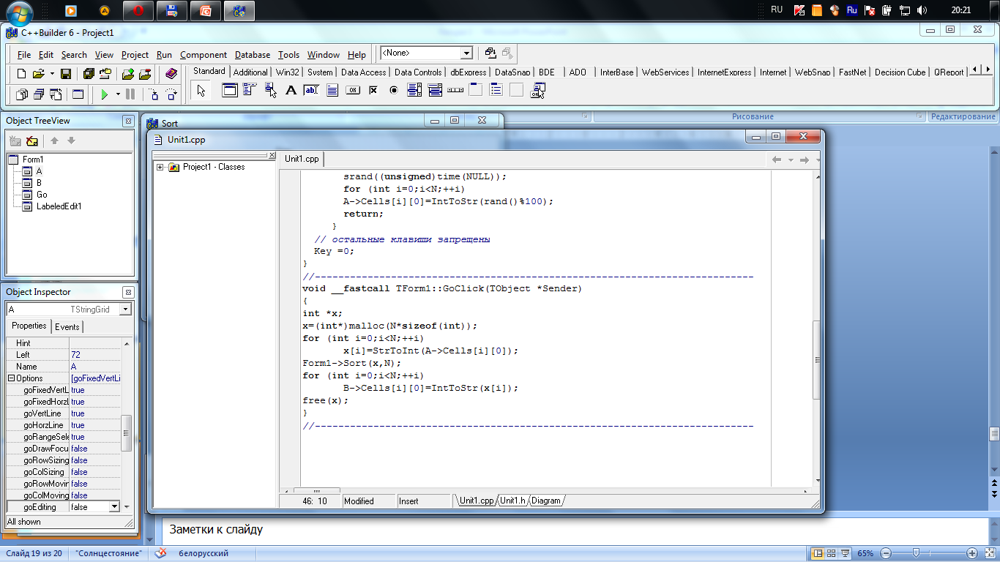 RU
Ru
20:21
C++Builder 6 - Project1
File Edit Search View Project Run Component Database Tools Window Help
<None>
Standard Additional Win32 System Data Access Data Controls dbExpress DataSnap BDE ADO InterBase WebServices InternetExpress Internet WebSnap FastNet Decision Cube QReport
Object TreeView
Form1
A
B
Go
LabeledEdit1
Sort
Рисование
Редактирование
Unit1.cpp
Project1 - Classes
Unit1.cpp
srand((unsigned)time(NULL));
for (int i=0;i<N;++i)
A->Cells[i][0]=IntToStr(rand()%100);
return;
}
// остальные клавиши запрещены
Key =0;
}
//---------------------------------------------------------------------------
void __fastcall TForm1::GoClick(TObject *Sender)
{
int *x;
x=(int*)malloc(N*sizeof(int));
for (int i=0;i<N;++i)
x[i]=StrToInt(A->Cells[i][0]);
Form1->Sort(x,N);
for (int i=0;i<N;++i)
B->Cells[i][0]=IntToStr(x[i]);
free(x);
}
//---------------------------------------------------------------------------
46: 10 Modified Insert Unit1.cpp Unit1.h Diagram
Object Inspector
A TStringGrid
Properties Events
Hint
Left 72
Name A
Options [goFixedVertLi
goFixedVertL true
goFixedHorzL true
goVertLine true
goHorzLine true
goRangeSele true
goDrawFocu false
goRowSizing false
goColSizing false
goRowMovin false
goColMoving false
goEditing false
All shown
Заметки к слайду
Слайд 19 из 20 "Солнцестояние" белорусский 65%